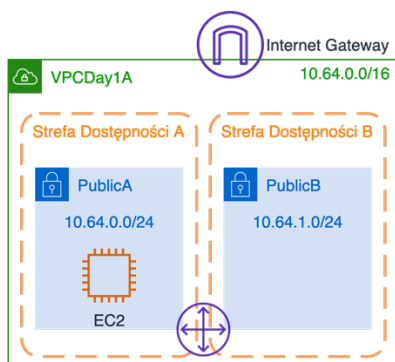 Internet Gateway
VPCDay1A
10.64.0.0/16
Strefa Dostępności A
Strefa Dostępności B
PublicA
PublicB
10.64.0.0/24
10.64.1.0/24
EC2